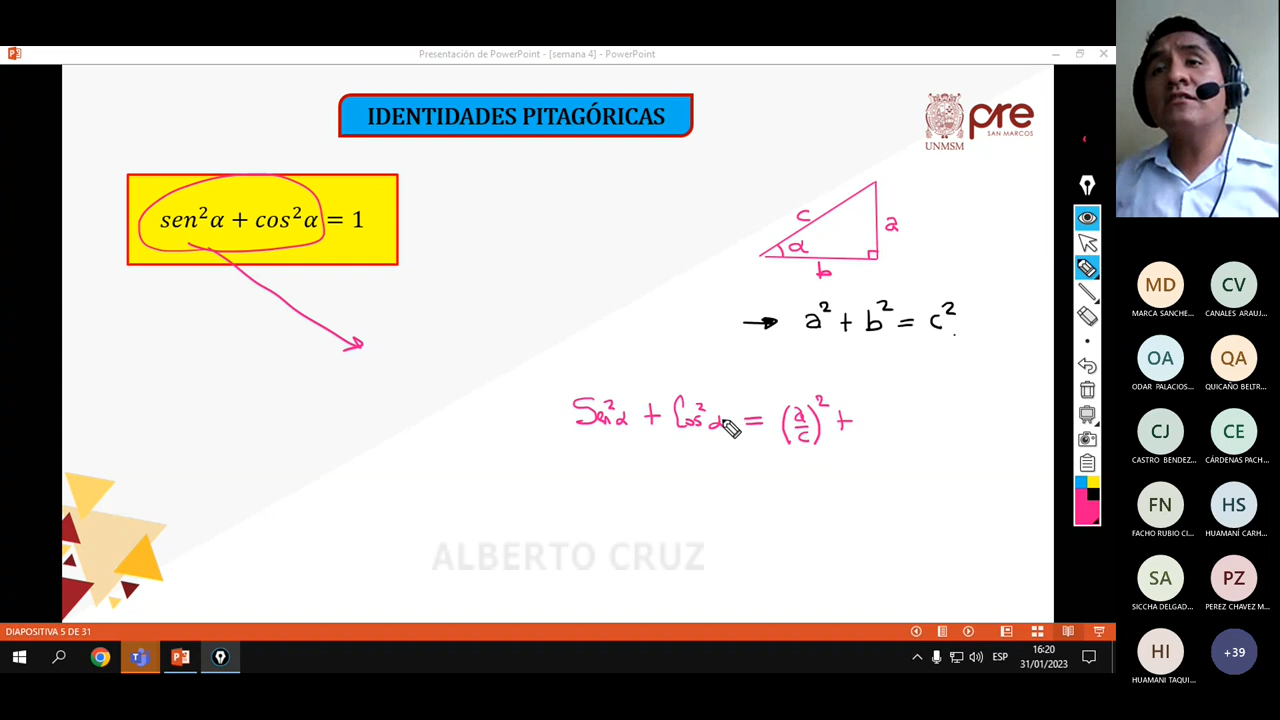 Presentación de PowerPoint - [semana 4] - PowerPoint
IDENTIDADES PITAGÓRICAS
UNMSM
pre
SAN MARCOS
sen²α + cos²α = 1
c
α
a
b
→ a² + b² = c²
Sen²α + Cos²α = (a/c)² +
ALBERTO CRUZ
DIAPOSITIVA 5 DE 31
ESP
16:20
31/01/2023
MD
MARCA SANCHE...
CV
CANALES ARAUJ...
OA
ODAR PALACIOS...
QA
QUICAÑO BELTR...
CJ
CASTRO BENDEZ...
CE
CÁRDENAS PACH...
FN
FACHO RUBIO CI...
HS
HUAMANÍ CARH...
SA
SICCHA DELGAD...
PZ
PEREZ CHAVEZ M...
HI
HUAMANI TAQUI...
+39